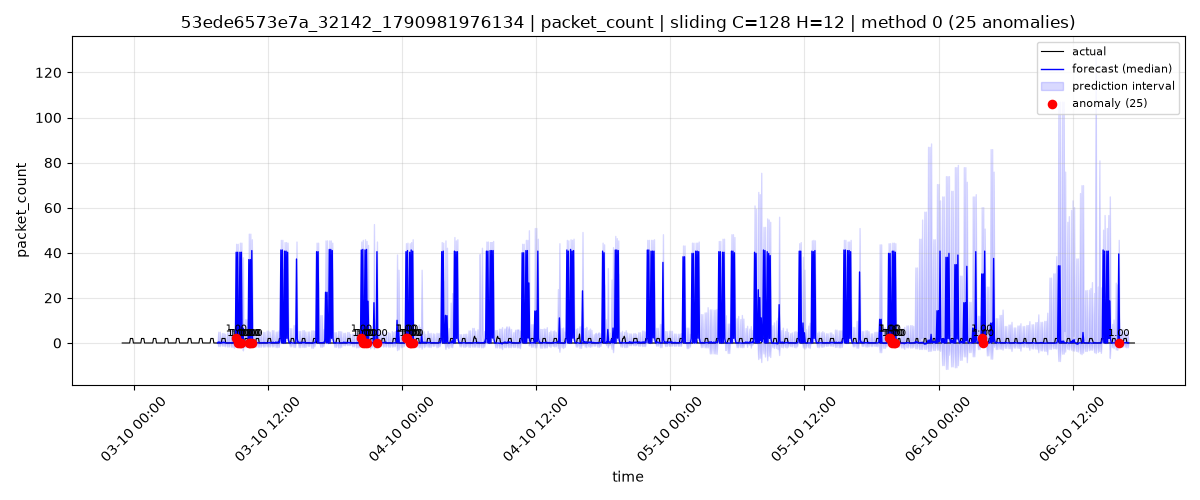 53ede6573e7a_32142_1790981976134 | packet_count | sliding C=128 H=12 | method 0 (25 anomalies)
actual
forecast (median)
prediction interval
anomaly (25)
packet_count
120
100
80
60
40
20
0
1.00
03-10 00:00
03-10 12:00
04-10 00:00
04-10 12:00
05-10 00:00
05-10 12:00
06-10 00:00
06-10 12:00
time